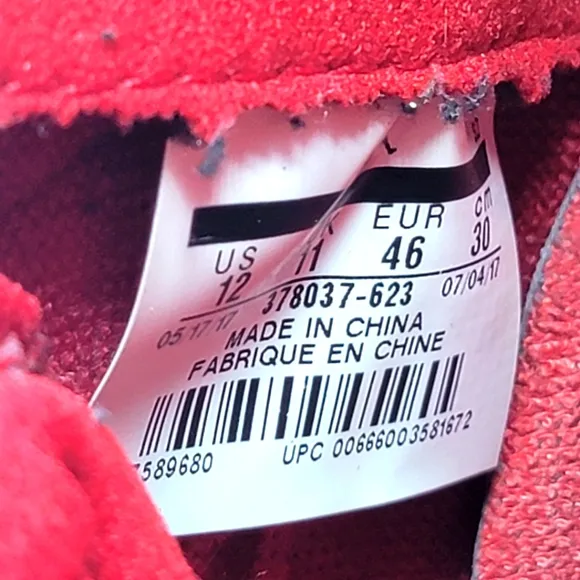 US EUR cm
12 11 46 30
378037-623
05/17/17 07/04/17
MADE IN CHINA
FABRIQUE EN CHINE
589680 UPC 00666003581672